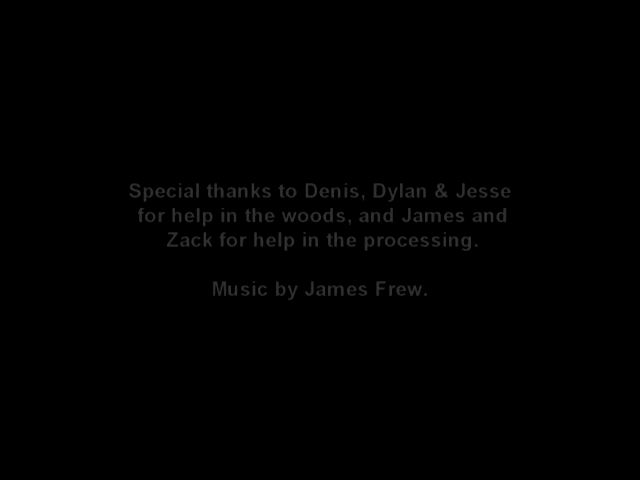 Special thanks to Denis, Dylan & Jesse
for help in the woods, and James and
Zack for help in the processing.
Music by James Frew.